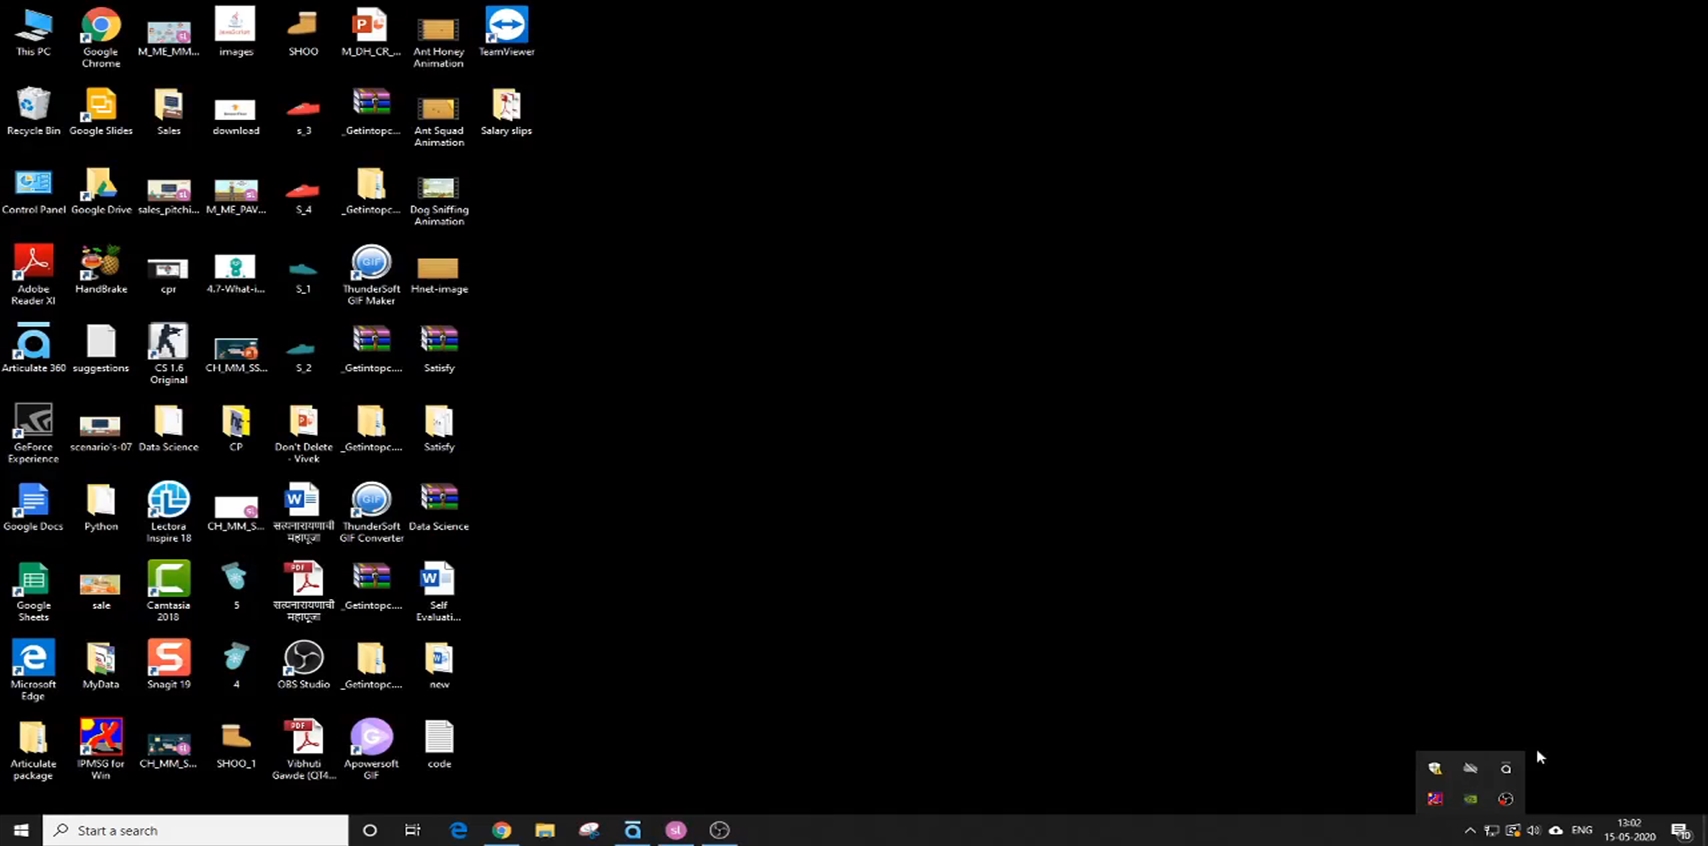 This PC
Google Chrome
M_ME_MM...
images
SHOO
M_DH_CR_...
Ant Honey Animation
TeamViewer
Recycle Bin
Google Slides
Sales
download
s_3
_Getintopc....
Ant Squad Animation
Salary slips
Control Panel
Google Drive
sales_pitchi...
M_ME_PAV...
S_4
_Getintopc....
Dog Sniffing Animation
Adobe Reader XI
HandBrake
cpr
4.7-What-i...
S_1
ThunderSoft GIF Maker
Hnet-image
Articulate 360
suggestions
CS 1.6 Original
CH_MM_SS...
S_2
_Getintopc....
Satisfy
GeForce Experience
scenario's-07
Data Science
CP
Don't Delete - Vivek
_Getintopc....
Satisfy
Google Docs
Python
Lectora Inspire 18
CH_MM_S...
सत्यनारायणाची महापूजा
ThunderSoft GIF Converter
Data Science
Google Sheets
sale
Camtasia 2018
5
सत्यनारायणाची महापूजा
_Getintopc....
Self Evaluati...
Microsoft Edge
MyData
Snagit 19
4
OBS Studio
_Getintopc....
new
Articulate package
IPMSG for Win
CH_MM_S...
SHOO_1
Vibhuti Gawde (QT4...
Apowersoft GIF
code
Start a search
ENG
13:02
15-05-2020